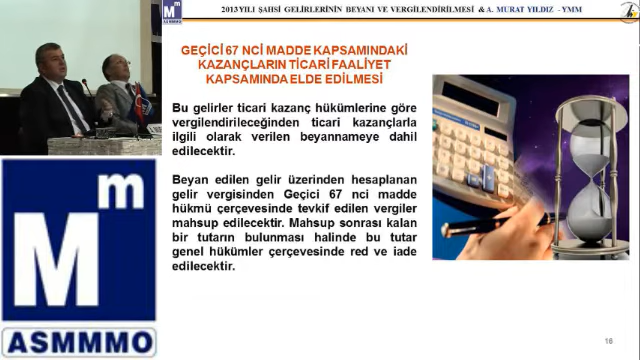 2013 YILI ŞAHSİ GELİRLERİNİN BEYANI VE VERGİLENDİRİLMESİ & A. MURAT YILDIZ - YMM
ASMMMO
GEÇİCİ 67 NCİ MADDE KAPSAMINDAKİ
KAZANÇLARIN TİCARİ FAALİYET
KAPSAMINDA ELDE EDİLMESİ
Bu gelirler ticari kazanç hükümlerine göre
vergilendirileceğinden ticari kazançlarla
ilgili olarak verilen beyannameye dahil
edilecektir.
Beyan edilen gelir üzerinden hesaplanan
gelir vergisinden Geçici 67 nci madde
hükmü çerçevesinde tevkif edilen vergiler
mahsup edilecektir. Mahsup sonrası kalan
bir tutarın bulunması halinde bu tutar
genel hükümler çerçevesinde red ve iade
edilecektir.
Mm
ASMMMO
16